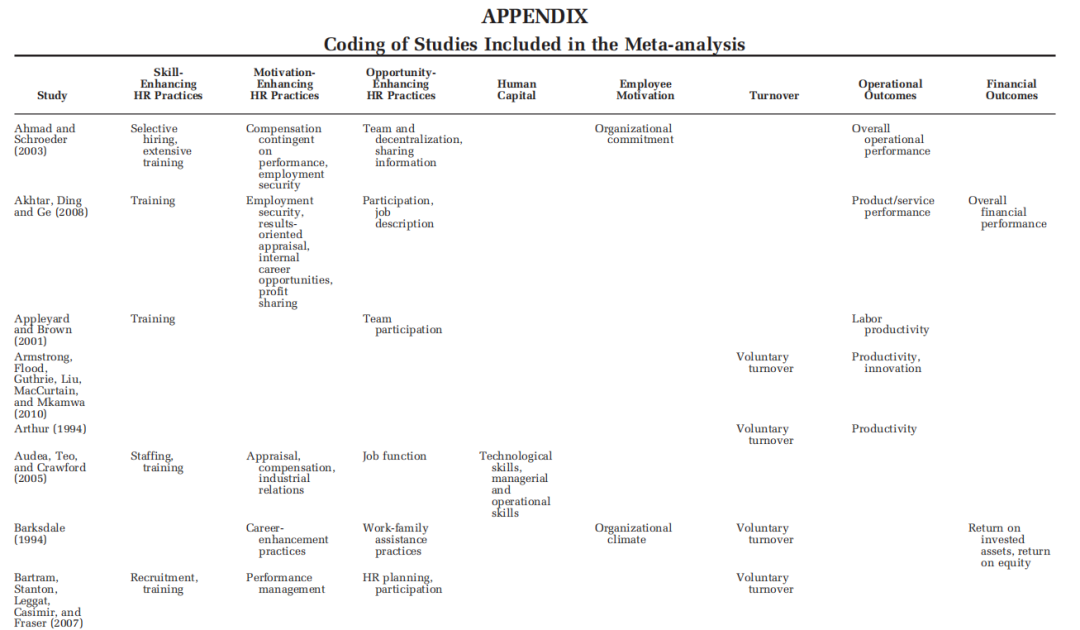 APPENDIX
Coding of Studies Included in the Meta-analysis
Study
Skill-
Enhancing
HR Practices
Motivation-
Enhancing
HR Practices
Opportunity-
Enhancing
HR Practices
Human
Capital
Employee
Motivation
Turnover
Operational
Outcomes
Financial
Outcomes
Ahmad and
Schroeder
(2003)
Selective
hiring,
extensive
training
Compensation
contingent
on
performance,
employment
security
Team and
decentralization,
sharing
information
Organizational
commitment
Overall
operational
performance
Akhtar, Ding
and Ge (2008)
Training
Employment
security,
results-
oriented
appraisal,
internal
career
opportunities,
profit
sharing
Participation,
job
description
Product/service
performance
Overall
financial
performance
Appleyard
and Brown
(2001)
Training
Team
participation
Labor
productivity
Armstrong,
Flood,
Guthrie, Liu,
MacCurtain,
and Mkamwa
(2010)
Voluntary
turnover
Productivity,
innovation
Arthur (1994)
Voluntary
turnover
Productivity
Audea, Teo,
and Crawford
(2005)
Staffing,
training
Appraisal,
compensation,
industrial
relations
Job function
Technological
skills,
managerial
and
operational
skills
Barksdale
(1994)
Career-
enhancement
practices
Work-family
assistance
practices
Organizational
climate
Voluntary
turnover
Return on
invested
assets, return
on equity
Bartram,
Stanton,
Leggat,
Casimir, and
Fraser (2007)
Recruitment,
training
Performance
management
HR planning,
participation
Voluntary
turnover